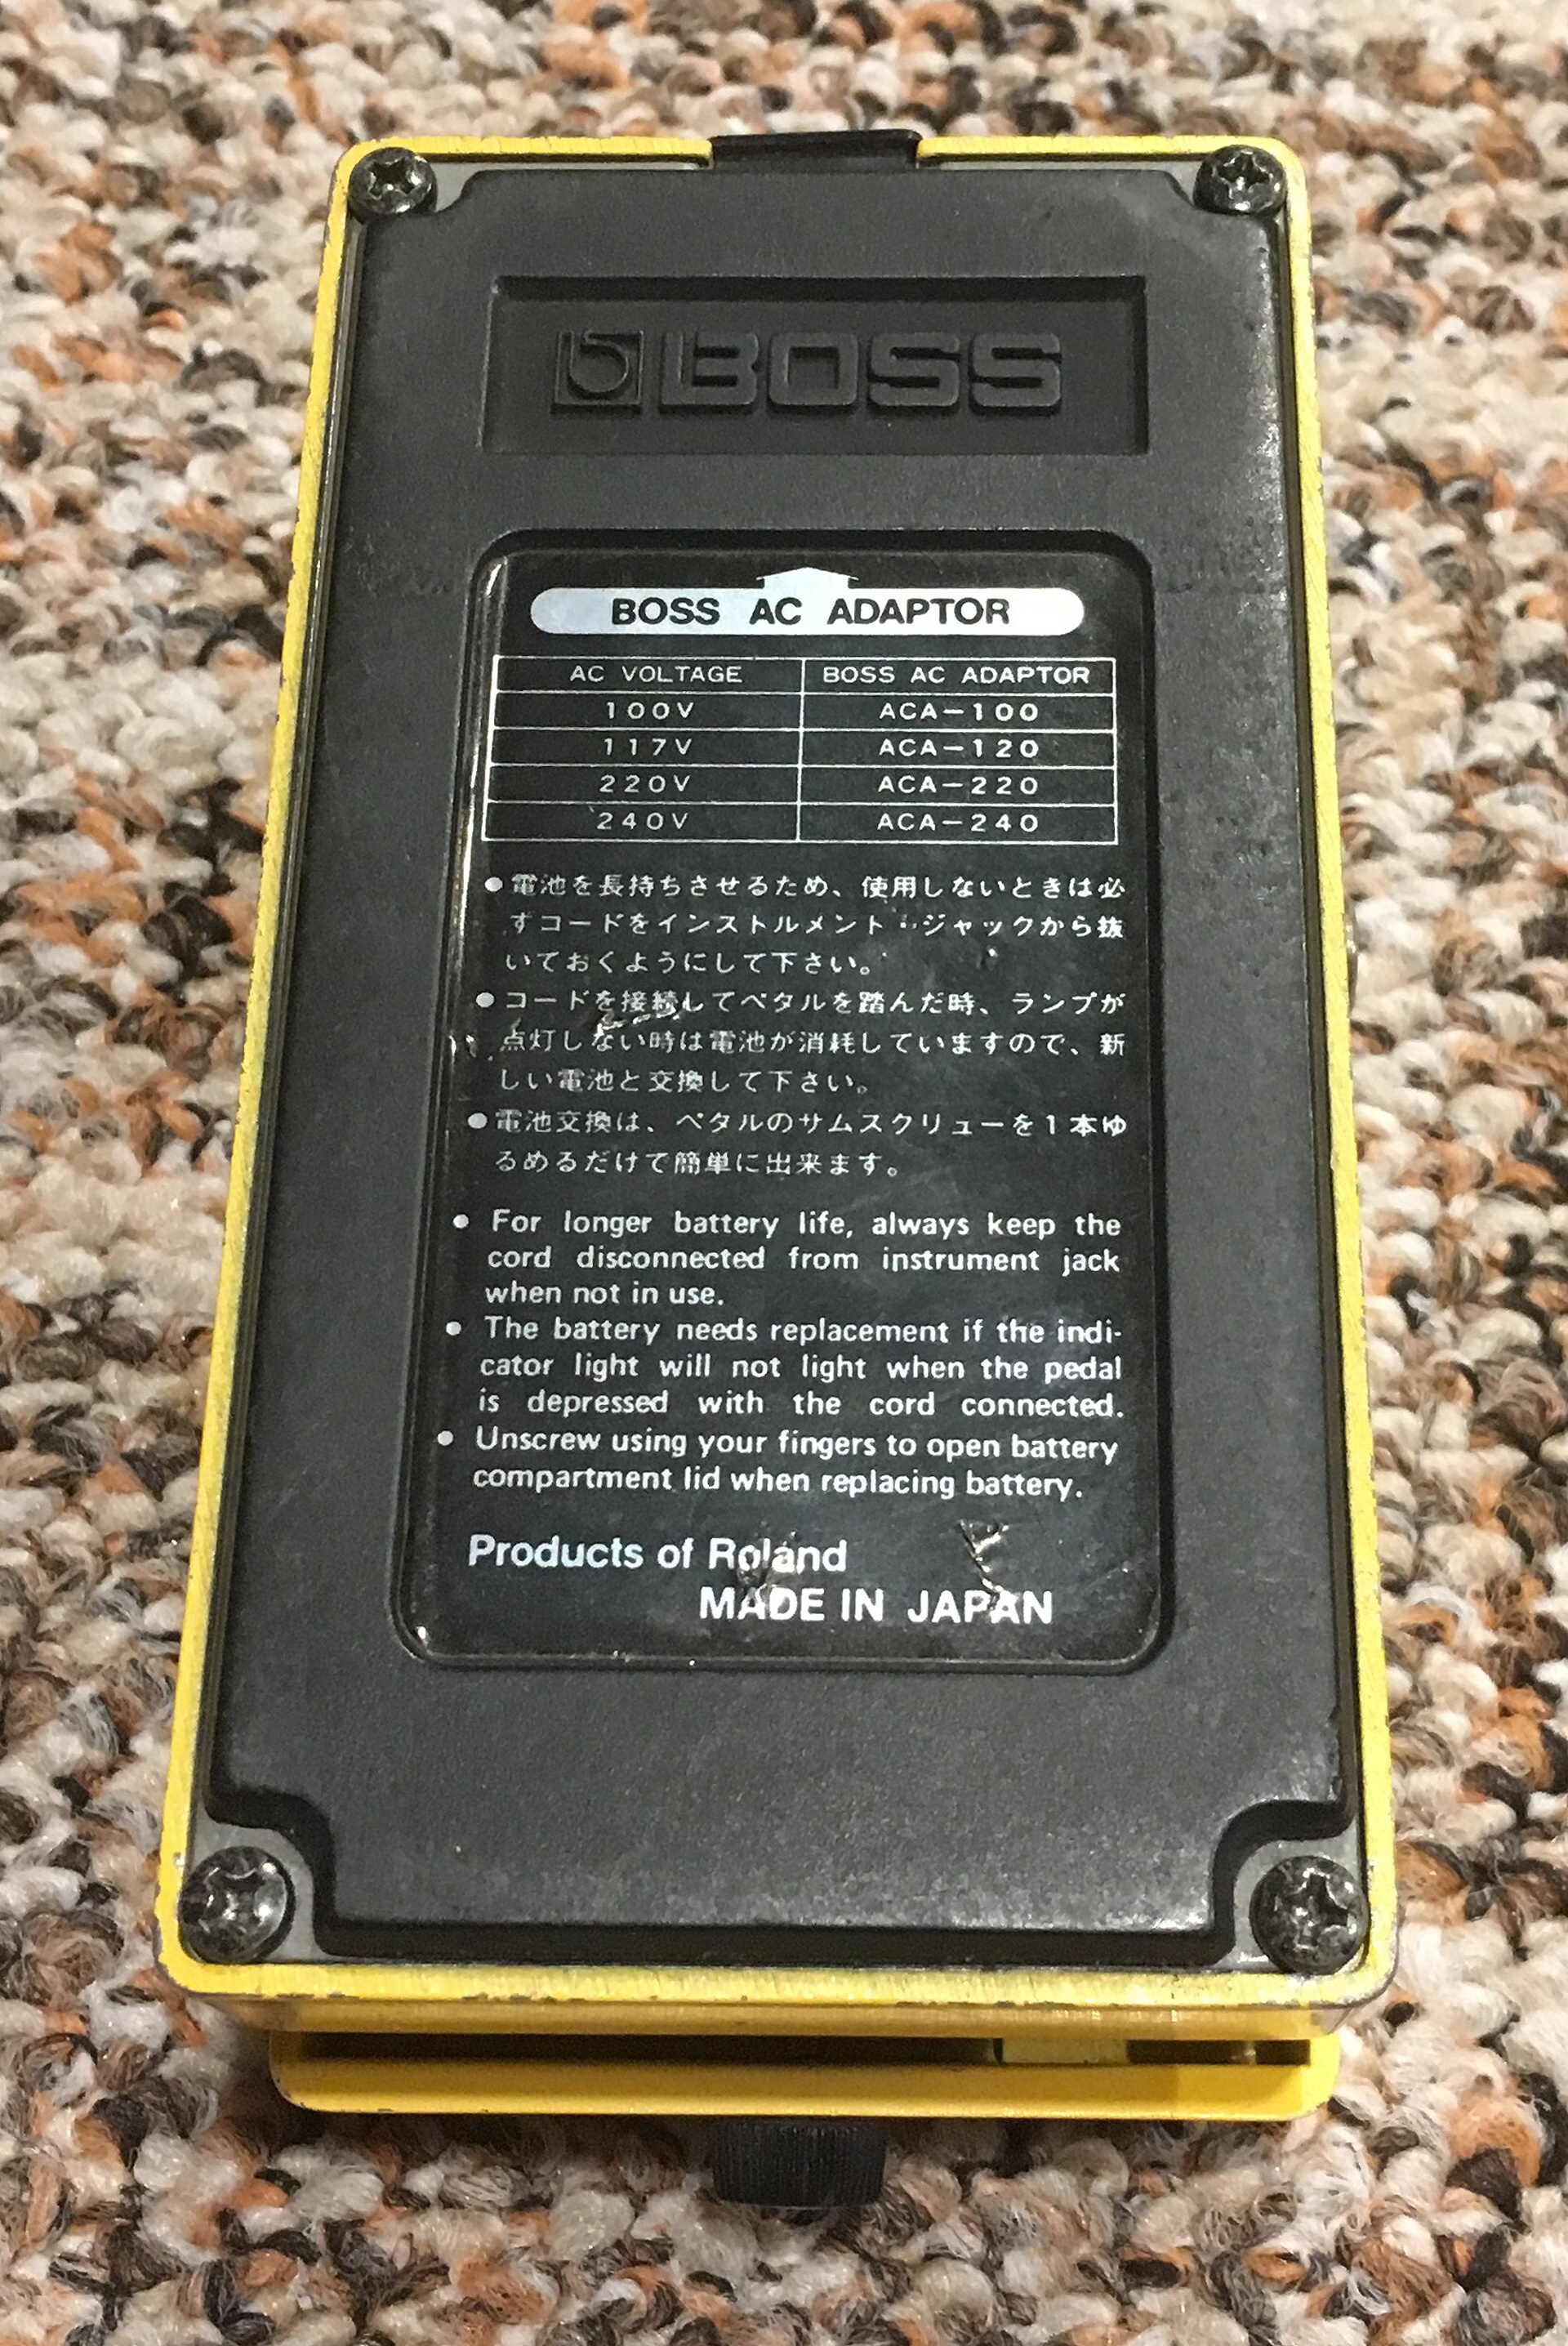 BOSS
BOSS AC ADAPTOR
AC VOLTAGE BOSS AC ADAPTOR
100V ACA-100
117V ACA-120
220V ACA-220
240V ACA-240
●電池を長持ちさせるため、使用しないときは必
ずコードをインストルメント・ジャックから抜
いておくようにして下さい。
●コードを接続してペタルを踏んだ時、ランプが
点灯しない時は電池が消耗していますので、新
しい電池と交換して下さい。
●電池交換は、ペタルのサムスクリューを1本ゆ
るめるだけで簡単に出来ます。
● For longer battery life, always keep the
cord disconnected from instrument jack
when not in use.
● The battery needs replacement if the indi-
cator light will not light when the pedal
is depressed with the cord connected.
● Unscrew using your fingers to open battery
compartment lid when replacing battery.
Products of Roland
MADE IN JAPAN